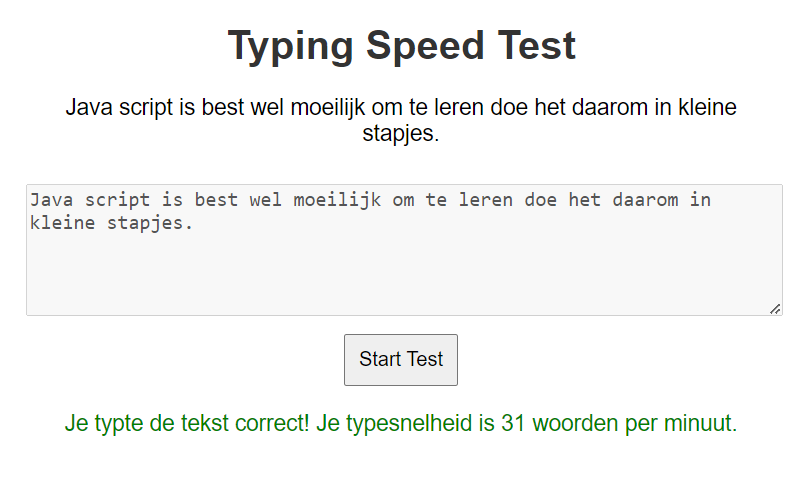 Typing Speed Test
Java script is best wel moeilijk om te leren doe het daarom in kleine
stapjes.
Java script is best wel moeilijk om te leren doe het daarom in
kleine stapjes.
Start Test
Je typte de tekst correct! Je typesnelheid is 31 woorden per minuut.